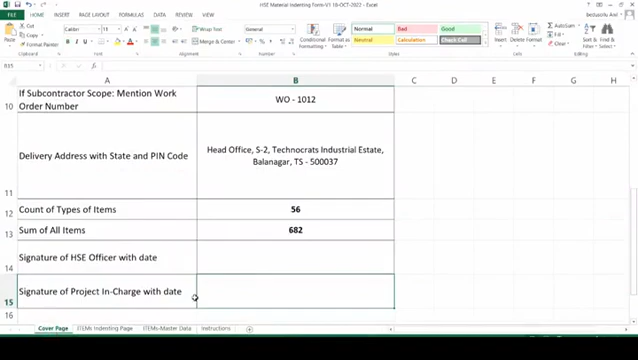 HSE Material Indenting Form-V1 18-OCT-2022 - Excel
FILE HOME INSERT PAGE LAYOUT FORMULAS DATA REVIEW VIEW
Cut
Copy
Format Painter
Paste
Calibri
Wrap Text
Merge & Center
General
Conditional Formatting
Format as Table
Normal Bad Good
Neutral Calculation Check Cell
Insert Delete Format
AutoSum
Fill
Clear
Sort & Filter
Find & Select
Clipboard Font Alignment Number Styles Cells Editing
B15
A B C D E F G H
10 If Subcontractor Scope: Mention Work Order Number WO - 1012
11 Delivery Address with State and PIN Code Head Office, S-2, Technocrats Industrial Estate,
Balanagar, TS - 500037
12 Count of Types of Items 56
13 Sum of All Items 682
14 Signature of HSE Officer with date
15 Signature of Project In-Charge with date
16
Cover Page ITEMs Indenting Page ITEMs-Master Data Instructions